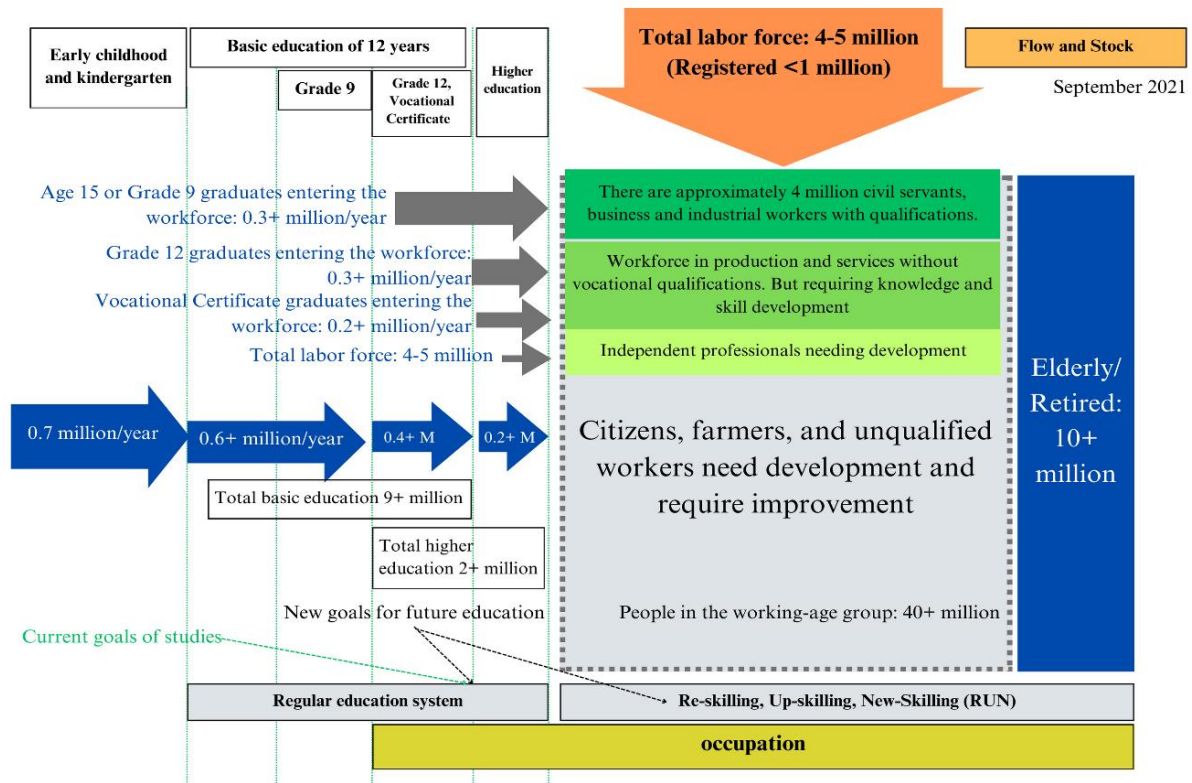 Early childhood
and kindergarten
Basic education of 12 years
Grade 9
Grade 12,
Vocational
Certificate
Higher
education
Total labor force: 4-5 million
(Registered <1 million)
Flow and Stock
September 2021
Age 15 or Grade 9 graduates entering the
workforce: 0.3+ million/year
Grade 12 graduates entering the workforce:
0.3+ million/year
Vocational Certificate graduates entering the
workforce: 0.2+ million/year
Total labor force: 4-5 million
There are approximately 4 million civil servants,
business and industrial workers with qualifications.
Workforce in production and services without
vocational qualifications. But requiring knowledge and
skill development
Independent professionals needing development
Citizens, farmers, and unqualified
workers need development and
require improvement
People in the working-age group: 40+ million
Elderly/
Retired:
10+
million
0.7 million/year
0.6+ million/year
0.4+ M
0.2+ M
Total basic education 9+ million
Total higher
education 2+ million
New goals for future education
Current goals of studies
Regular education system
Re-skilling, Up-skilling, New-Skilling (RUN)
occupation